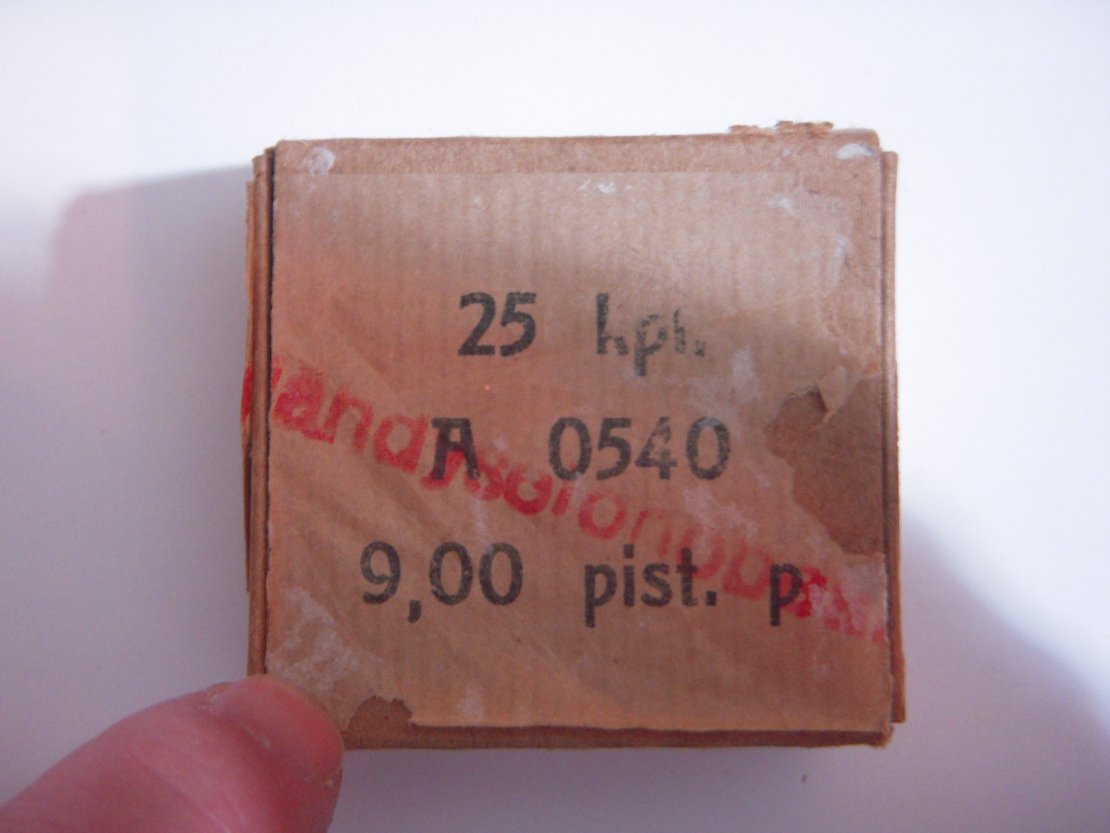 25 kpl.
A 0540
9,00 pist. p.